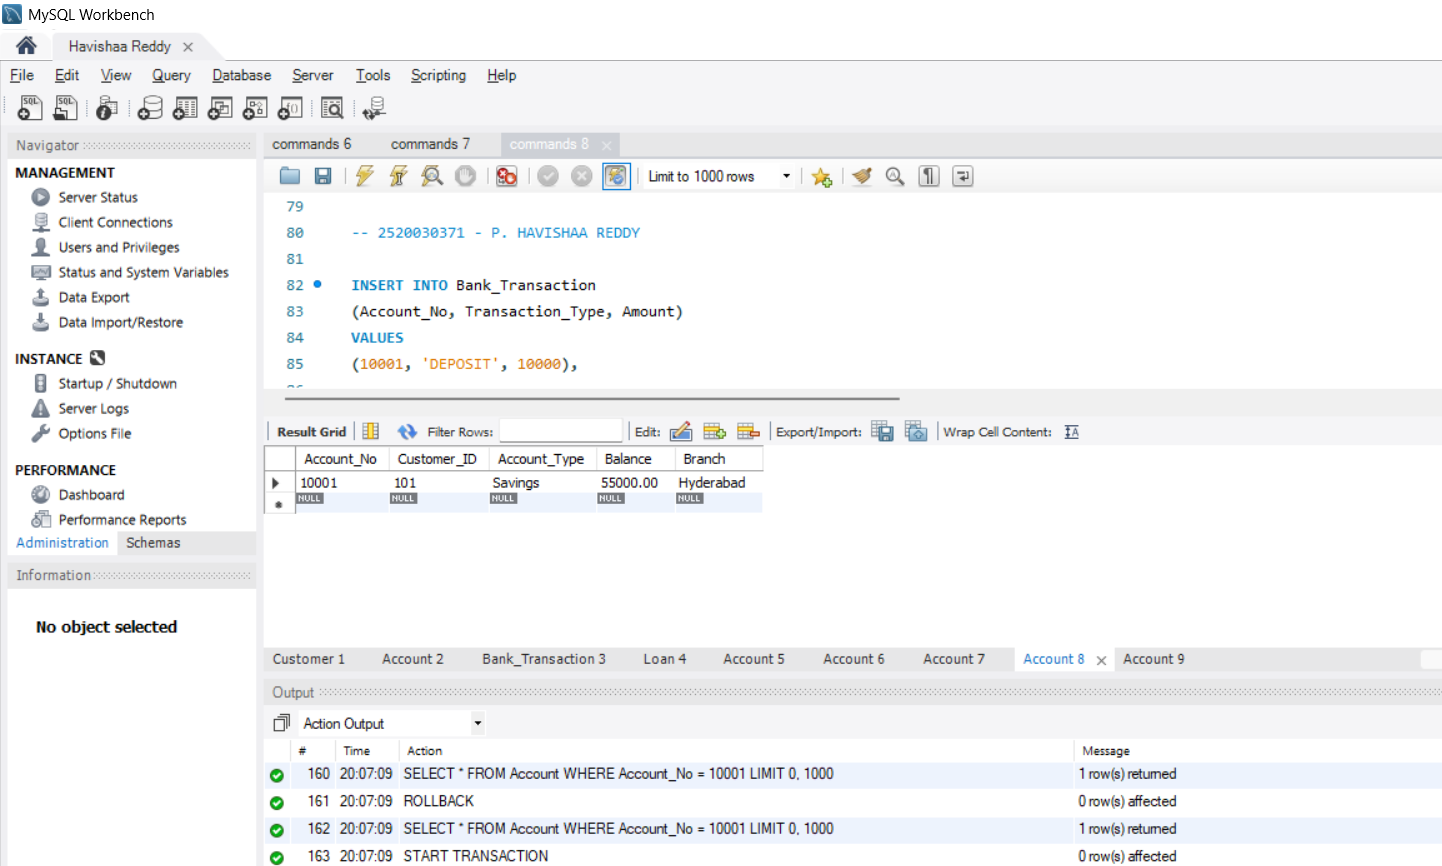 MySQL Workbench
Havishaa Reddy
File Edit View Query Database Server Tools Scripting Help
Navigator
MANAGEMENT
Server Status
Client Connections
Users and Privileges
Status and System Variables
Data Export
Data Import/Restore
INSTANCE
Startup / Shutdown
Server Logs
Options File
PERFORMANCE
Dashboard
Performance Reports
Administration Schemas
Information
No object selected
commands 6 commands 7 commands 8
Limit to 1000 rows
79
80 -- 2520030371 - P. HAVISHAA REDDY
81
82 INSERT INTO Bank_Transaction
83 (Account_No, Transaction_Type, Amount)
84 VALUES
85 (10001, 'DEPOSIT', 10000),
Result Grid Filter Rows: Edit: Export/Import: Wrap Cell Content:
Account_No Customer_ID Account_Type Balance Branch
10001 101 Savings 55000.00 Hyderabad
NULL NULL NULL NULL NULL
Customer 1 Account 2 Bank_Transaction 3 Loan 4 Account 5 Account 6 Account 7 Account 8 Account 9
Output
Action Output
# Time Action Message
160 20:07:09 SELECT * FROM Account WHERE Account_No = 10001 LIMIT 0, 1000 1 row(s) returned
161 20:07:09 ROLLBACK 0 row(s) affected
162 20:07:09 SELECT * FROM Account WHERE Account_No = 10001 LIMIT 0, 1000 1 row(s) returned
163 20:07:09 START TRANSACTION 0 row(s) affected